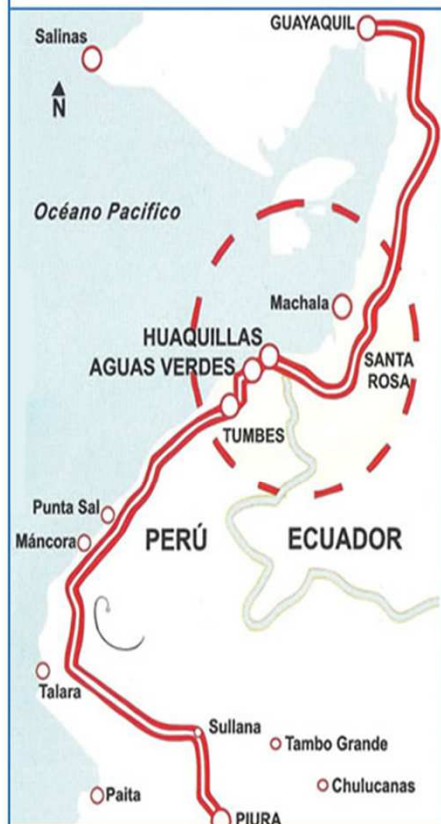 GUAYAQUIL
Salinas
N
Océano Pacifico
Machala
HUAQUILLAS
AGUAS VERDES
SANTA
ROSA
TUMBES
Punta Sal
Máncora
PERÚ
ECUADOR
Talara
Sullana
Tambo Grande
Chulucanas
Paita
PIURA